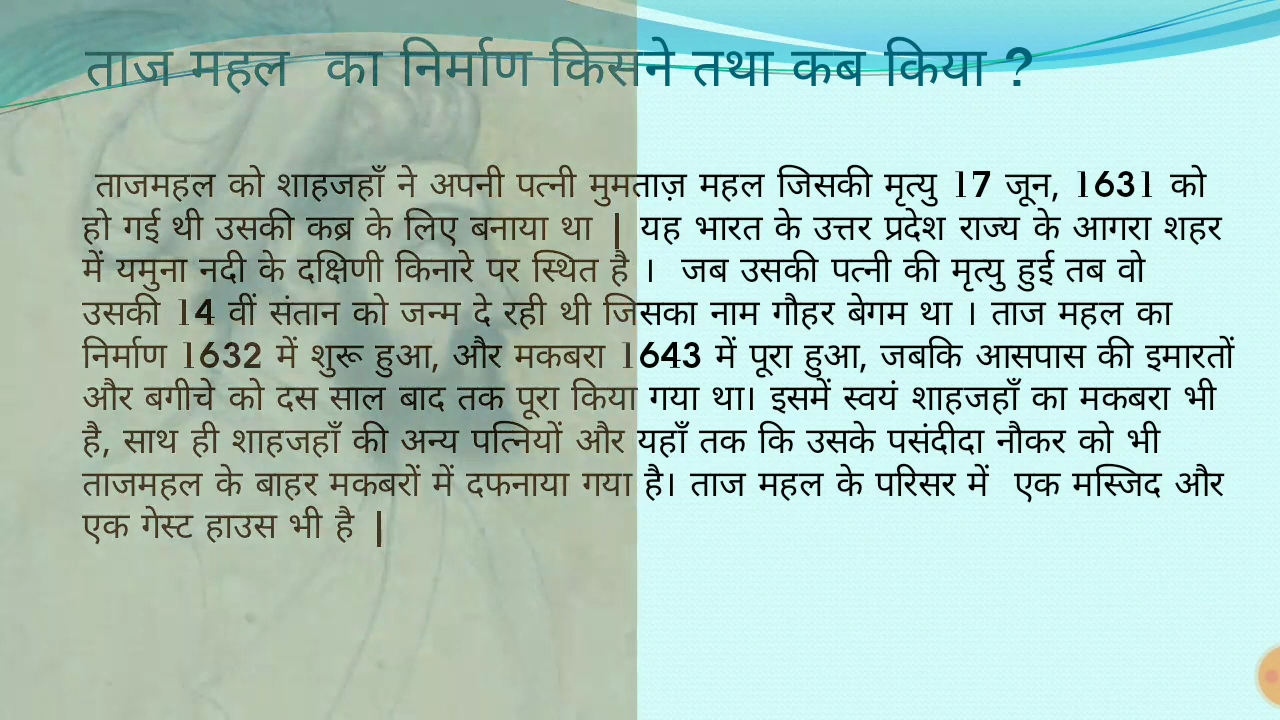 ताज महल का निर्माण किसने तथा कब किया ?
ताजमहल को शाहजहाँ ने अपनी पत्नी मुमताज़ महल जिसकी मृत्यु 17 जून, 1631 को
हो गई थी उसकी कब्र के लिए बनाया था | यह भारत के उत्तर प्रदेश राज्य के आगरा शहर
में यमुना नदी के दक्षिणी किनारे पर स्थित है । जब उसकी पत्नी की मृत्यु हुई तब वो
उसकी 14 वीं संतान को जन्म दे रही थी जिसका नाम गौहर बेगम था । ताज महल का
निर्माण 1632 में शुरू हुआ, और मकबरा 1643 में पूरा हुआ, जबकि आसपास की इमारतों
और बगीचे को दस साल बाद तक पूरा किया गया था। इसमें स्वयं शाहजहाँ का मकबरा भी
है, साथ ही शाहजहाँ की अन्य पत्नियों और यहाँ तक कि उसके पसंदीदा नौकर को भी
ताजमहल के बाहर मकबरों में दफनाया गया है। ताज महल के परिसर में एक मस्जिद और
एक गेस्ट हाउस भी है |